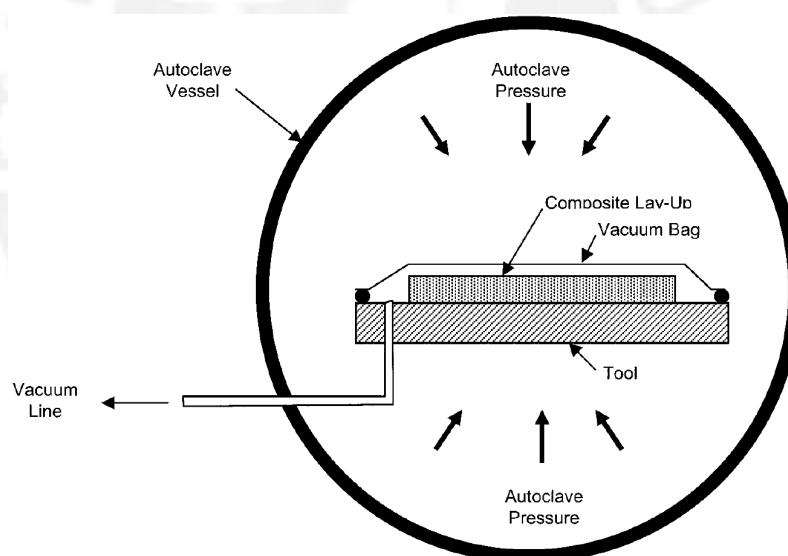 Autoclave
Vessel
Autoclave
Pressure
Composite Lay-Up
Vacuum Bag
Tool
Vacuum
Line
Autoclave
Pressure